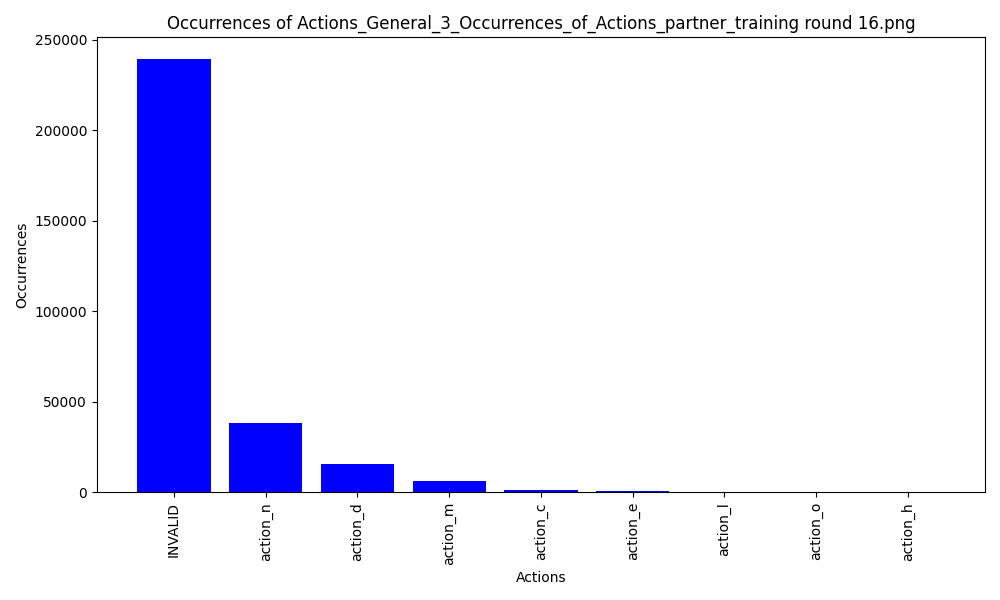 Occurrences of Actions_General_3_Occurrences_of_Actions_partner_training round 16.png
250000
200000
150000
100000
50000
0
Occurrences
INVALID
action_n
action_d
action_m
action_c
action_e
action_l
action_o
action_h
Actions